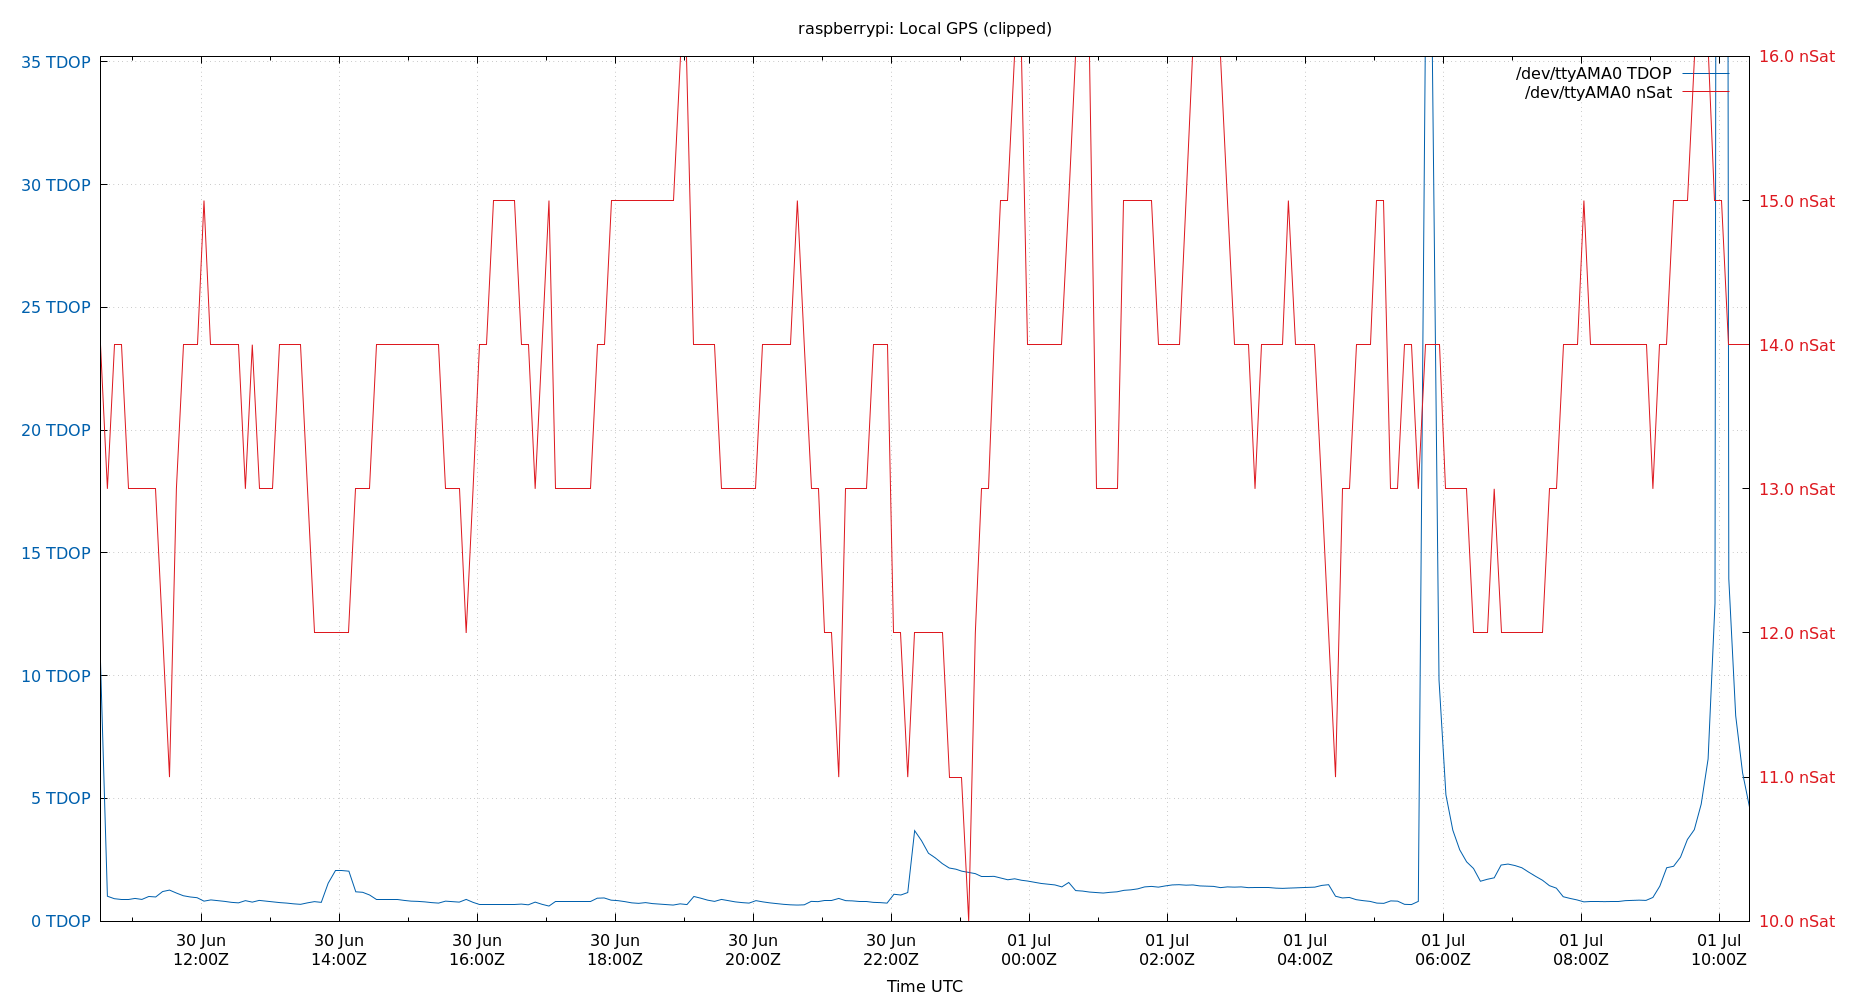 raspberrypi: Local GPS (clipped)
35 TDOP
30 TDOP
25 TDOP
20 TDOP
15 TDOP
10 TDOP
5 TDOP
0 TDOP
16.0 nSat
15.0 nSat
14.0 nSat
13.0 nSat
12.0 nSat
11.0 nSat
10.0 nSat
/dev/ttyAMA0 TDOP
/dev/ttyAMA0 nSat
30 Jun 30 Jun 30 Jun 30 Jun 30 Jun 30 Jun 01 Jul 01 Jul 01 Jul 01 Jul 01 Jul 01 Jul
12:00Z 14:00Z 16:00Z 18:00Z 20:00Z 22:00Z 00:00Z 02:00Z 04:00Z 06:00Z 08:00Z 10:00Z
Time UTC